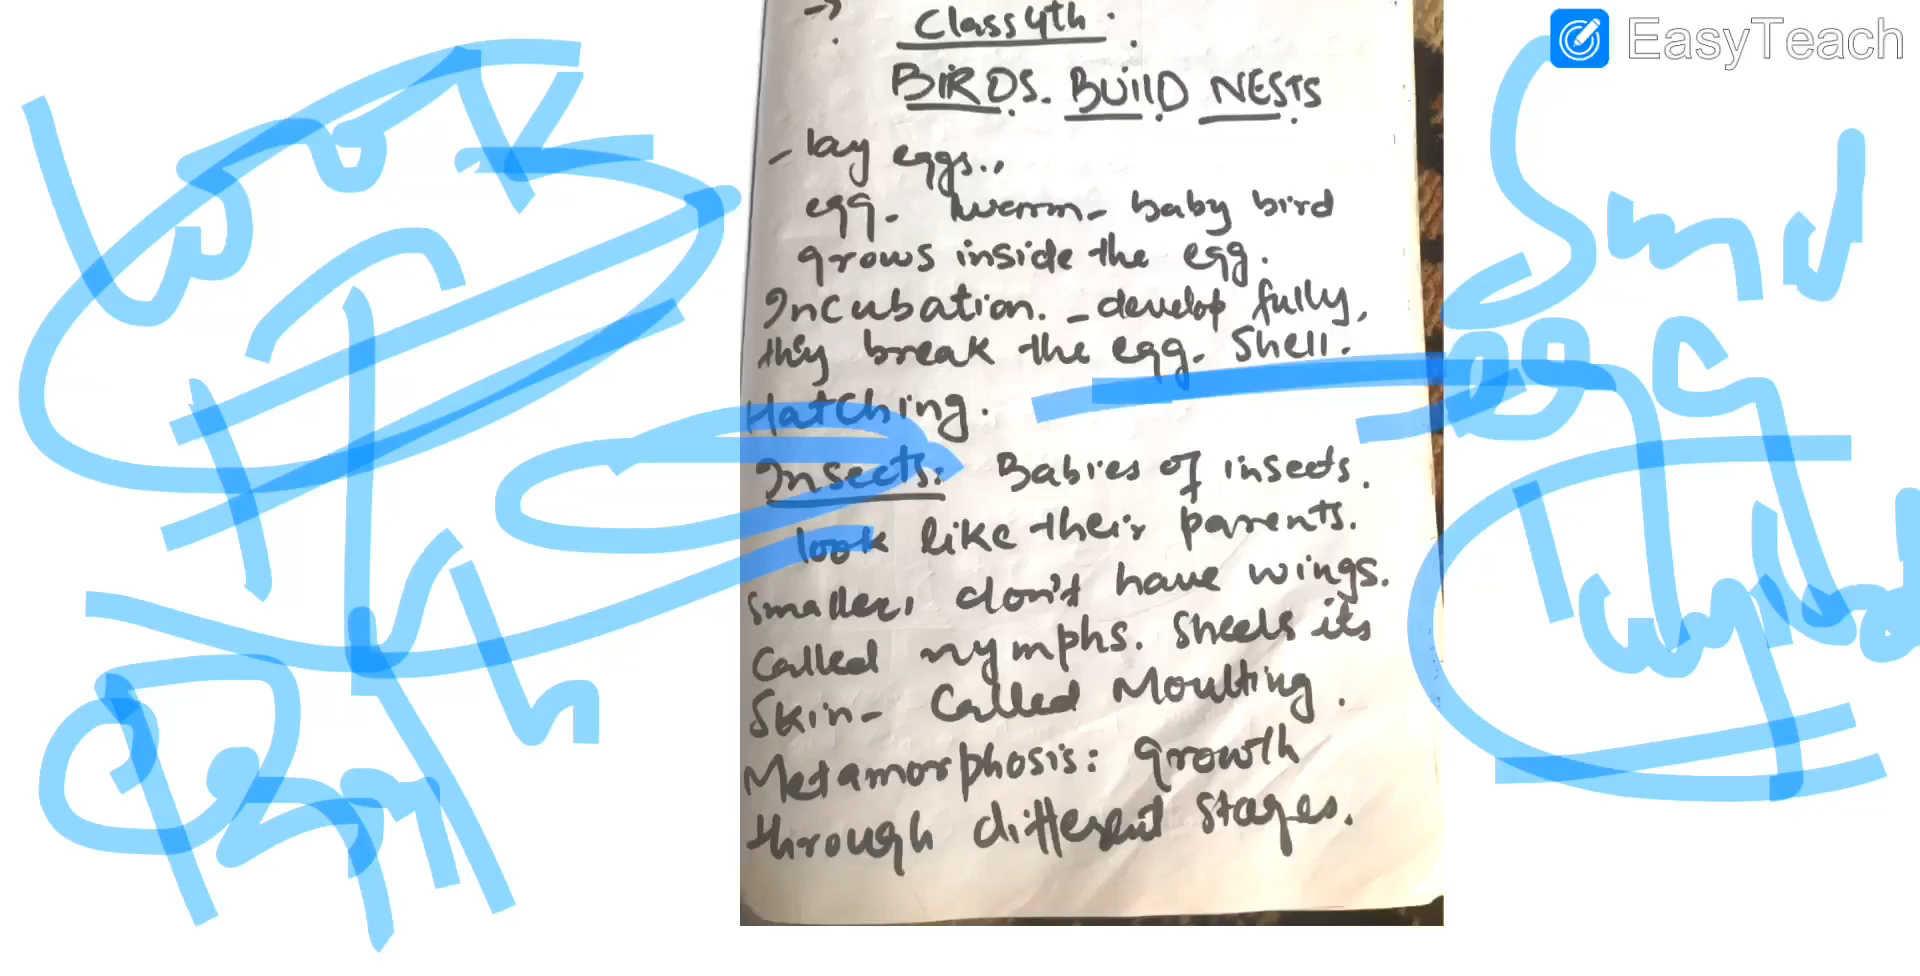 Class 4th.
BIRDS. BUILD NESTS
- lay eggs..
egg. warm- baby bird
grows inside the egg.
Incubation. - develop fully,
they break the egg. Shell.
Hatching.
Insects: Babies of insects.
look like their parents.
Smaller, don't have wings.
Called nymphs. Sheds its
Skin- Called Moulting.
Metamorphosis: growth
through different stages.
EasyTeach
Look